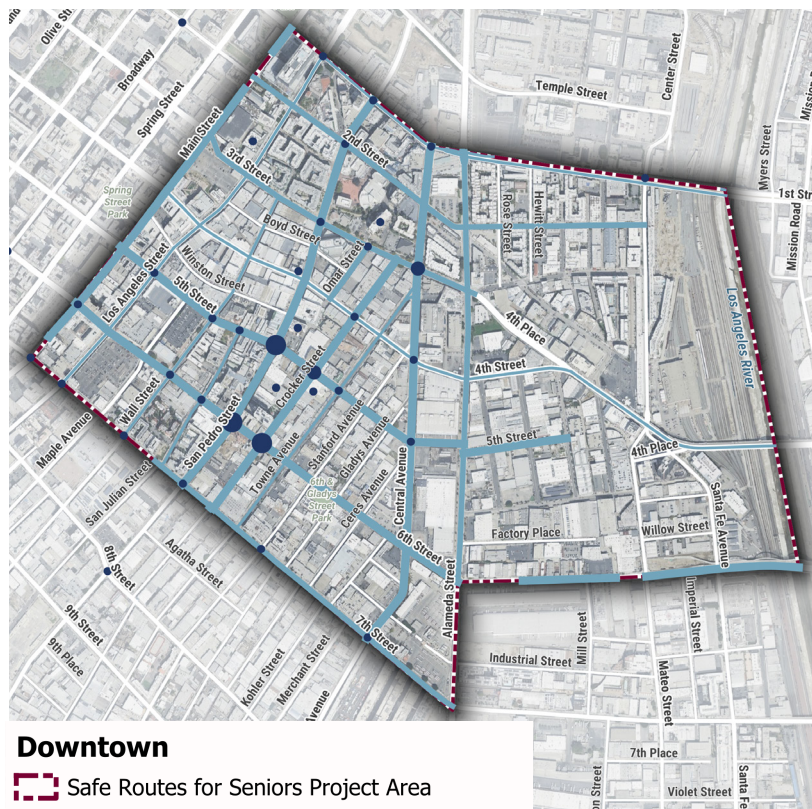 Olive St
Broadway
Spring Street
Main Street
Center Street
Temple Street
Myers Street
Mission
1st Str
Mission Road
2nd Street
3rd Street
Spring
Street
Park
Boyd Street
Omar Street
Rose Street
Hewitt Street
Los Angeles Street
Winston Street
5th Street
4th Place
Los Angeles River
4th Street
Crocker Street
Wall Street
Maple Avenue
San Pedro Street
Stanford Avenue
Gladys Avenue
Towne Avenue
5th Street
4th Place
San Julian Street
Central Avenue
6th &
Gladys
Street
Park
Ceres Avenue
Santa Fe Avenue
Factory Place
Willow Street
6th Street
8th Street
Agatha Street
Alameda Street
7th Street
9th Street
9th Place
Kohler Street
Merchant Street
Avenue
Mill Street
Imperial Street
Industrial Street
Mateo Street
7th Place
Violet Street
on Street
Santa Fe
Downtown
Safe Routes for Seniors Project Area